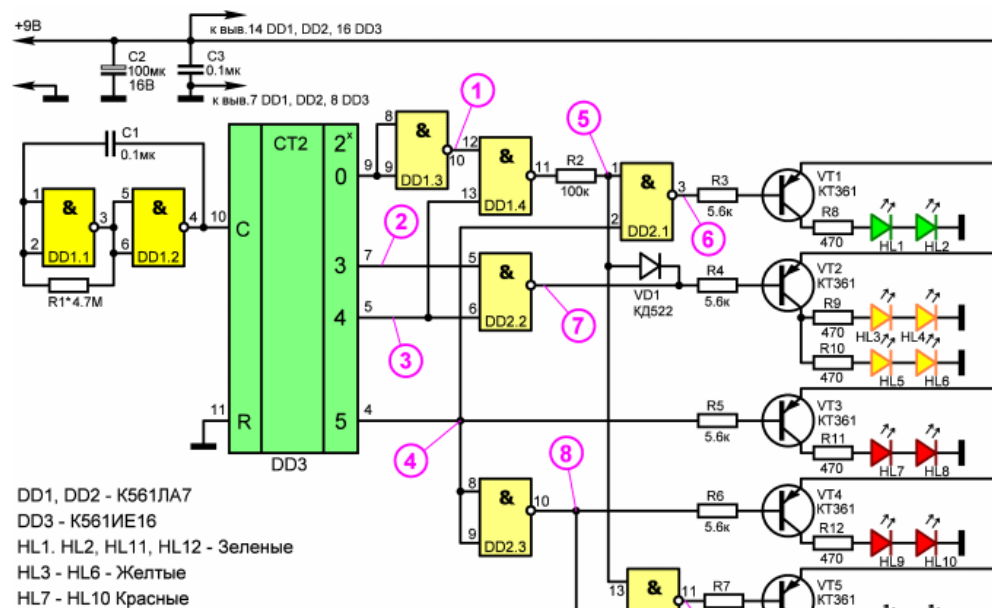 +9В
к выв.14 DD1, DD2, 16 DD3
C2
100мк
16В
C3
0.1мк
к выв.7 DD1, DD2, 8 DD3
C1
0.1мк
1
2
&
DD1.1
3
5
6
&
DD1.2
4
R1*4.7М
10
C
11
R
CT2
2ˣ
0
3
4
5
DD3
9
7
5
4
8
9
&
DD1.3
10
1
12
13
&
DD1.4
11
R2
100к
5
1
2
&
DD2.1
3
6
R3
5.6к
VT1
КТ361
R8
470
HL1
HL2
2
5
6
&
DD2.2
7
3
VD1
КД522
R4
5.6к
VT2
КТ361
R9
470
HL3
HL4
R10
470
HL5
HL6
4
R5
5.6к
VT3
КТ361
R11
470
HL7
HL8
8
9
&
DD2.3
10
8
R6
5.6к
VT4
КТ361
R12
470
HL9
HL10
13
&
11
R7
VT5
КТ361
DD1, DD2 - К561ЛА7
DD3 - К561ИЕ16
HL1. HL2, HL11, HL12 - Зеленые
HL3 - HL6 - Желтые
HL7 - HL10 Красные